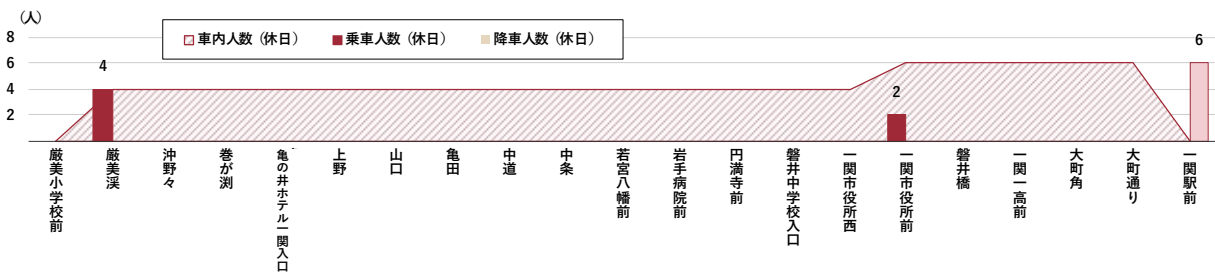 (人)
車内人数（休日）
乗車人数（休日）
降車人数（休日）
8
6
4
2
4
2
6
厳美小学校前
厳美渓
沖野々
巻が渕
亀の井ホテル一関入口
上野
山口
亀田
中道
中条
若宮八幡前
岩手病院前
円満寺前
磐井中学校入口
一関市役所西
一関市役所前
磐井橋
一関一高前
大町角
大町通り
一関駅前